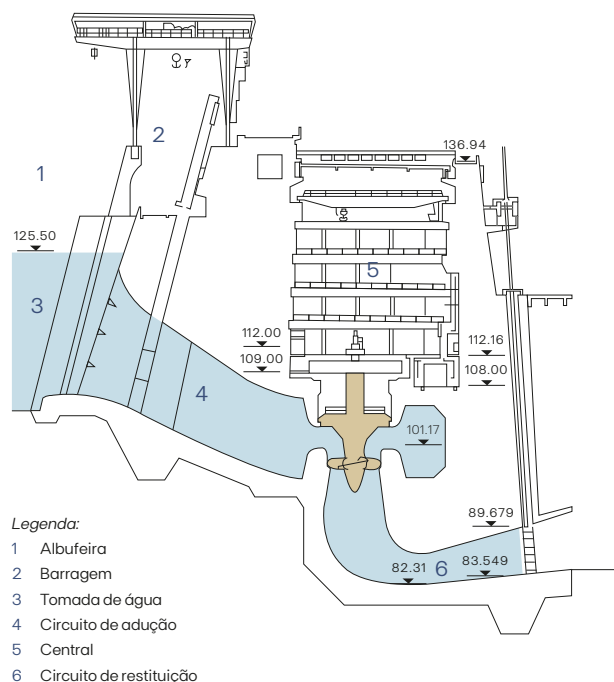 136.94
2
1
125.50
5
3
112.00
112.16
109.00
108.00
4
101.17
89.679
82.31
6
83.549
Legenda:
1 Albufeira
2 Barragem
3 Tomada de água
4 Circuito de adução
5 Central
6 Circuito de restituição